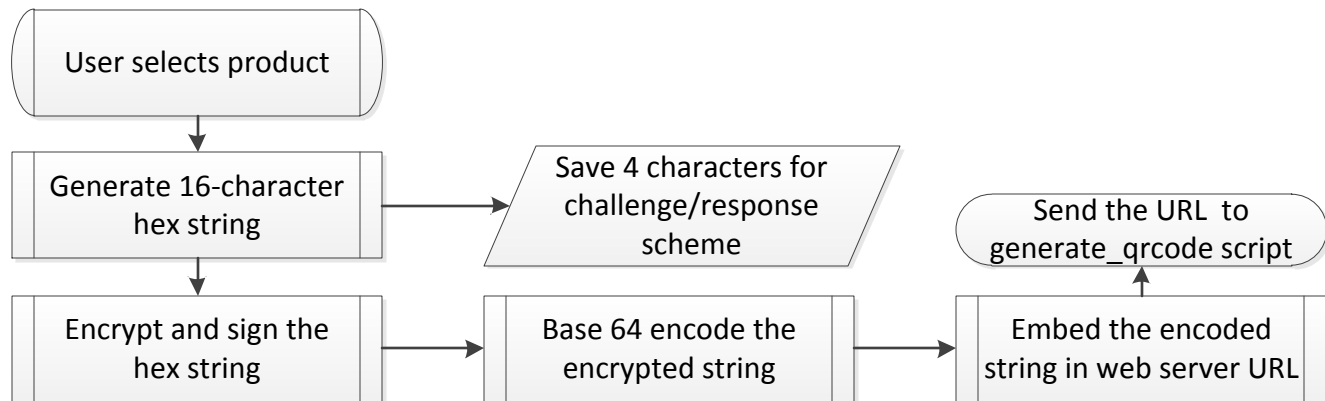 User selects product
Generate 16-character
hex string
Save 4 characters for
challenge/response
scheme
Send the URL to
generate_qrcode script
Encrypt and sign the
hex string
Base 64 encode the
encrypted string
Embed the encoded
string in web server URL